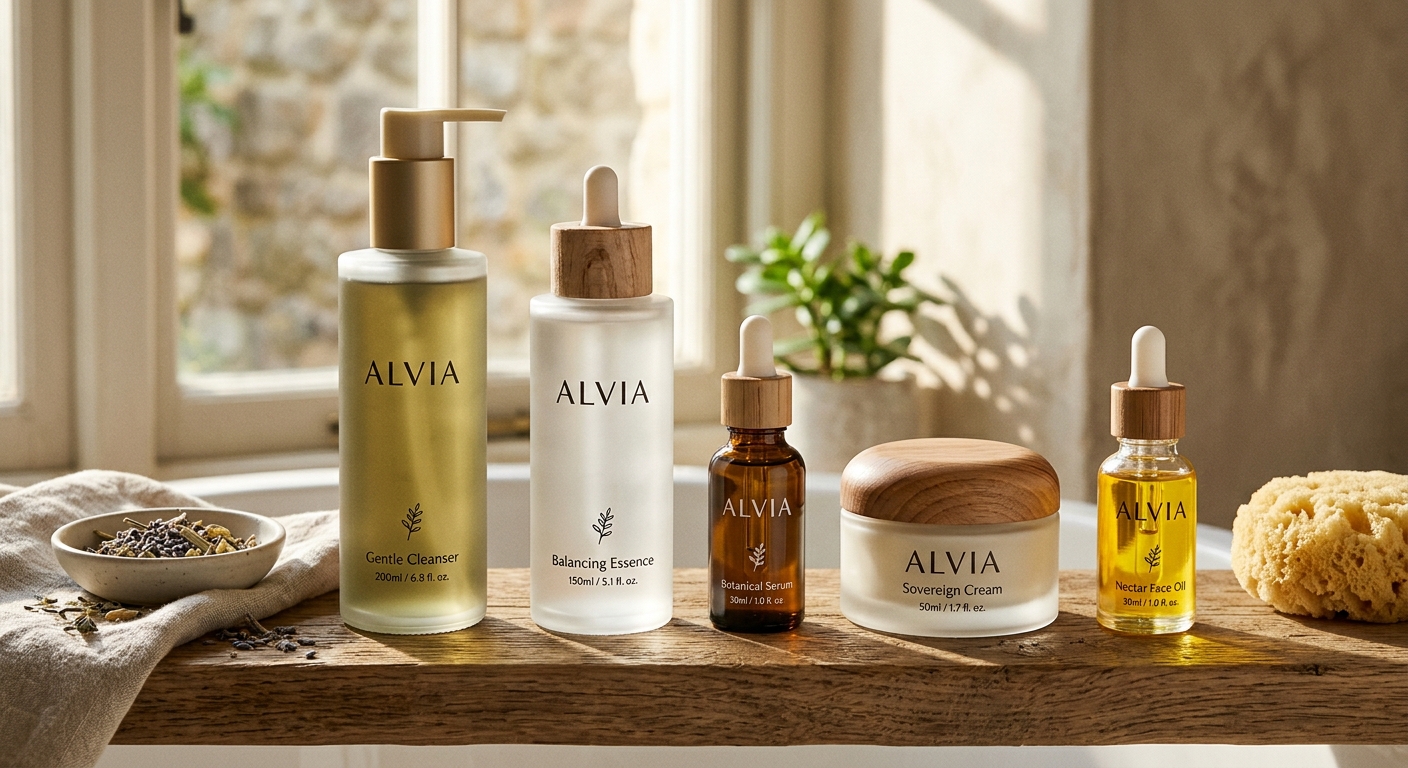 ALVIA
Gentle Cleanser
200ml / 6.8 fl. oz.
ALVIA
Balancing Essence
150ml / 5.1 fl. oz.
ALVIA
Botanical Serum
30ml / 1.0 fl. oz
ALVIA
Sovereign Cream
50ml / 1.7 fl. ez.
ALVIA
Nectar Face Oil
30ml / 1.0 fl. oz.